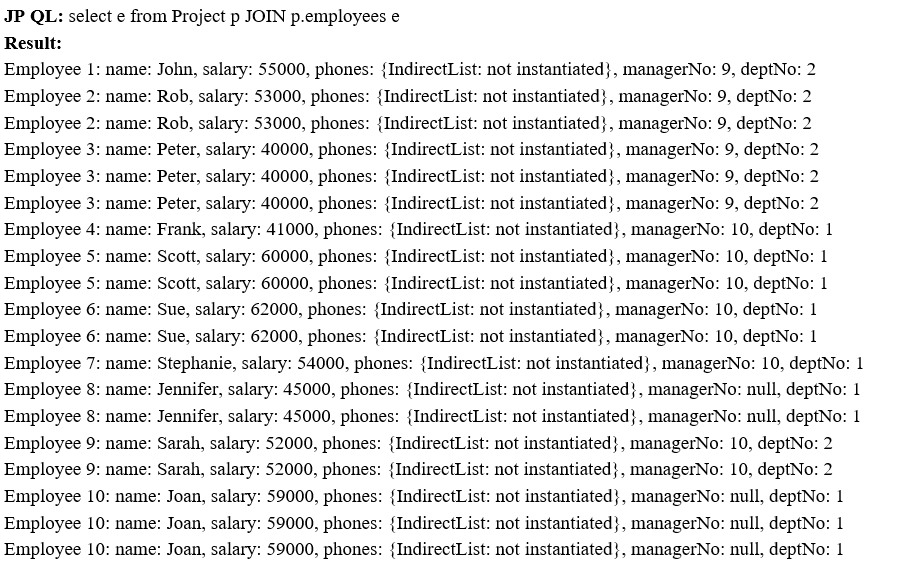 JP QL: select e from Project p JOIN p.employees e
Result:
Employee 1: name: John, salary: 55000, phones: {IndirectList: not instantiated}, managerNo: 9, deptNo: 2
Employee 2: name: Rob, salary: 53000, phones: {IndirectList: not instantiated}, managerNo: 9, deptNo: 2
Employee 2: name: Rob, salary: 53000, phones: {IndirectList: not instantiated}, managerNo: 9, deptNo: 2
Employee 3: name: Peter, salary: 40000, phones: {IndirectList: not instantiated}, managerNo: 9, deptNo: 2
Employee 3: name: Peter, salary: 40000, phones: {IndirectList: not instantiated}, managerNo: 9, deptNo: 2
Employee 3: name: Peter, salary: 40000, phones: {IndirectList: not instantiated}, managerNo: 9, deptNo: 2
Employee 4: name: Frank, salary: 41000, phones: {IndirectList: not instantiated}, managerNo: 10, deptNo: 1
Employee 5: name: Scott, salary: 60000, phones: {IndirectList: not instantiated}, managerNo: 10, deptNo: 1
Employee 5: name: Scott, salary: 60000, phones: {IndirectList: not instantiated}, managerNo: 10, deptNo: 1
Employee 6: name: Sue, salary: 62000, phones: {IndirectList: not instantiated}, managerNo: 10, deptNo: 1
Employee 6: name: Sue, salary: 62000, phones: {IndirectList: not instantiated}, managerNo: 10, deptNo: 1
Employee 7: name: Stephanie, salary: 54000, phones: {IndirectList: not instantiated}, managerNo: 10, deptNo: 1
Employee 8: name: Jennifer, salary: 45000, phones: {IndirectList: not instantiated}, managerNo: null, deptNo: 1
Employee 8: name: Jennifer, salary: 45000, phones: {IndirectList: not instantiated}, managerNo: null, deptNo: 1
Employee 9: name: Sarah, salary: 52000, phones: {IndirectList: not instantiated}, managerNo: 10, deptNo: 2
Employee 9: name: Sarah, salary: 52000, phones: {IndirectList: not instantiated}, managerNo: 10, deptNo: 2
Employee 10: name: Joan, salary: 59000, phones: {IndirectList: not instantiated}, managerNo: null, deptNo: 1
Employee 10: name: Joan, salary: 59000, phones: {IndirectList: not instantiated}, managerNo: null, deptNo: 1
Employee 10: name: Joan, salary: 59000, phones: {IndirectList: not instantiated}, managerNo: null, deptNo: 1